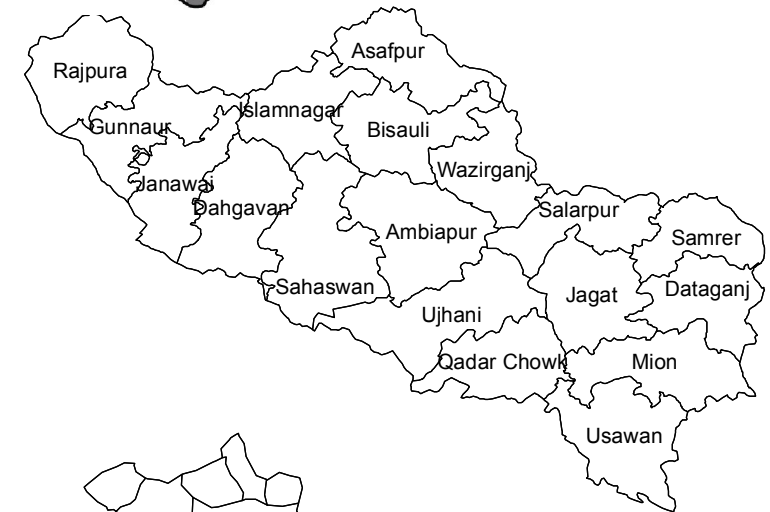 Asafpur
Rajpura
Islamnagar
Gunnaur
Bisauli
Wazirganj
Janawai
Dahgavan
Salarpur
Ambiapur
Samrer
Sahaswan
Dataganj
Jagat
Ujhani
Qadar Chowk
Mion
Usawan